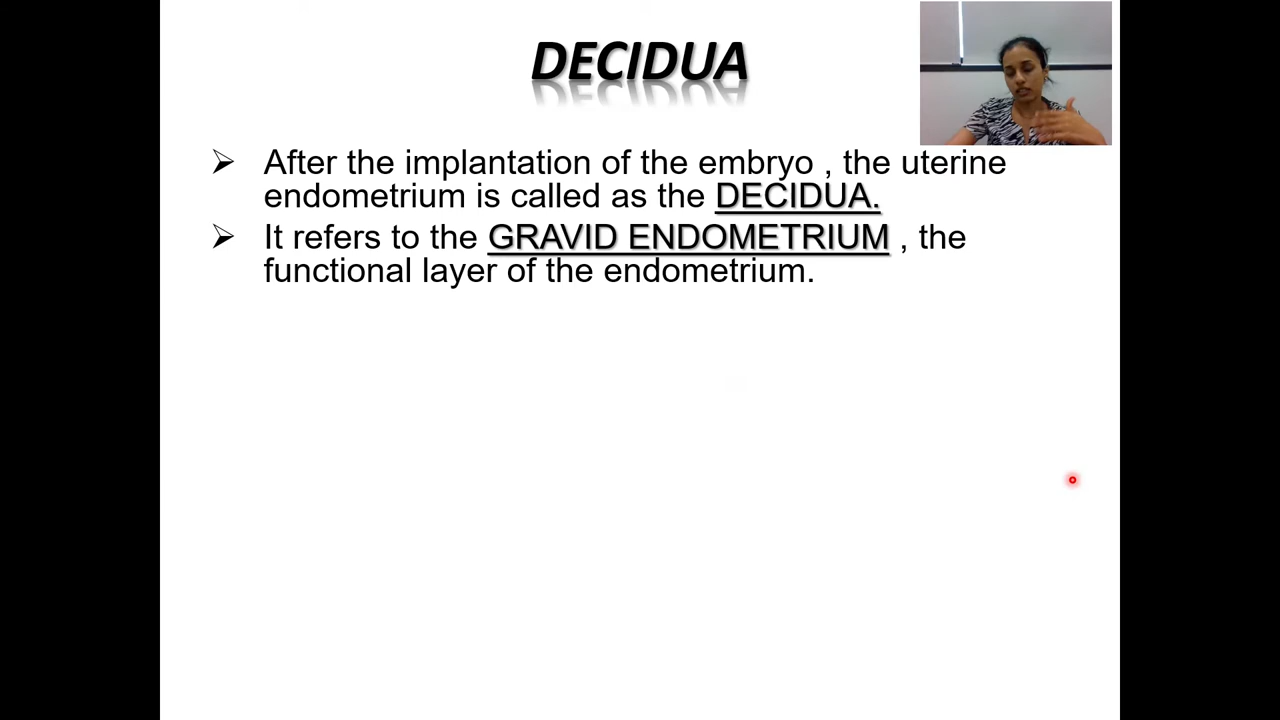 DECIDUA
➢ After the implantation of the embryo , the uterine
endometrium is called as the DECIDUA.
➢ It refers to the GRAVID ENDOMETRIUM , the
functional layer of the endometrium.